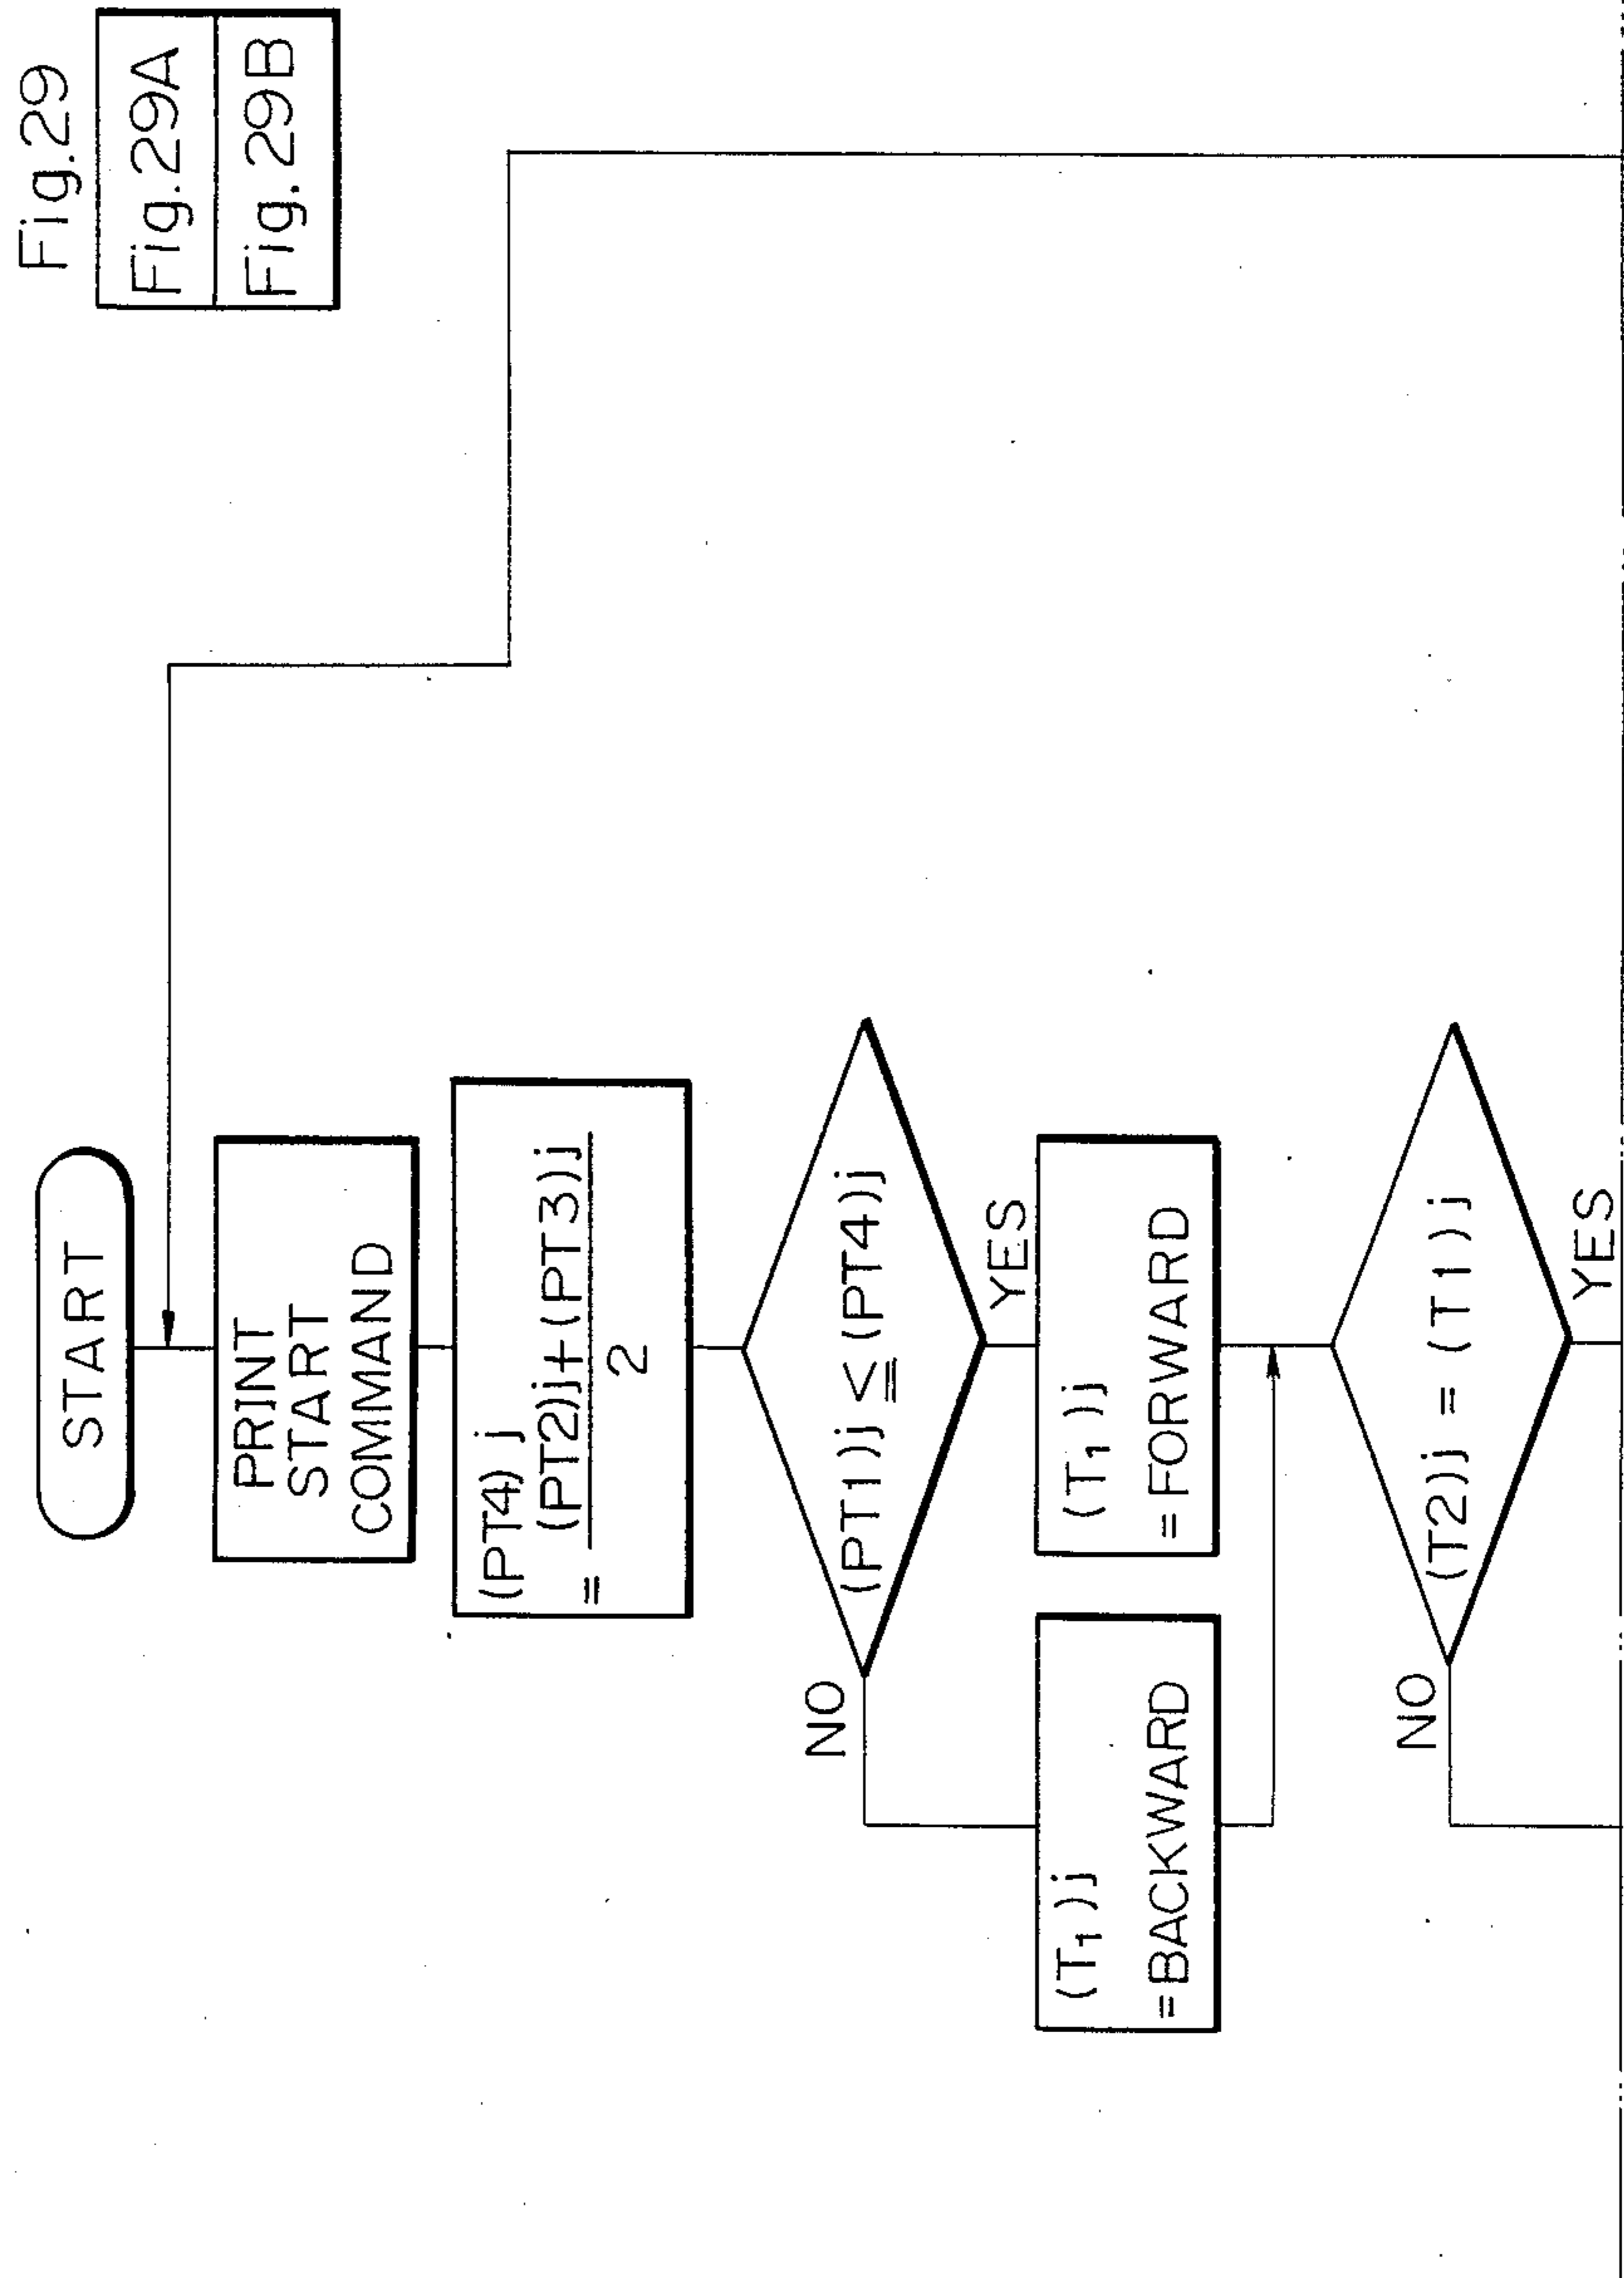 Fig.29
Fig.29A
Fig.29B
START
PRINT
START
COMMAND
(PT4) j
= (PT2)j+(PT3)j
2
(PT1)j ≦ (PT4)j
NO
YES
(T₁)j
=BACKWARD
(T₁)j
=FORWARD
(T2)j = (T1)j
NO
YES